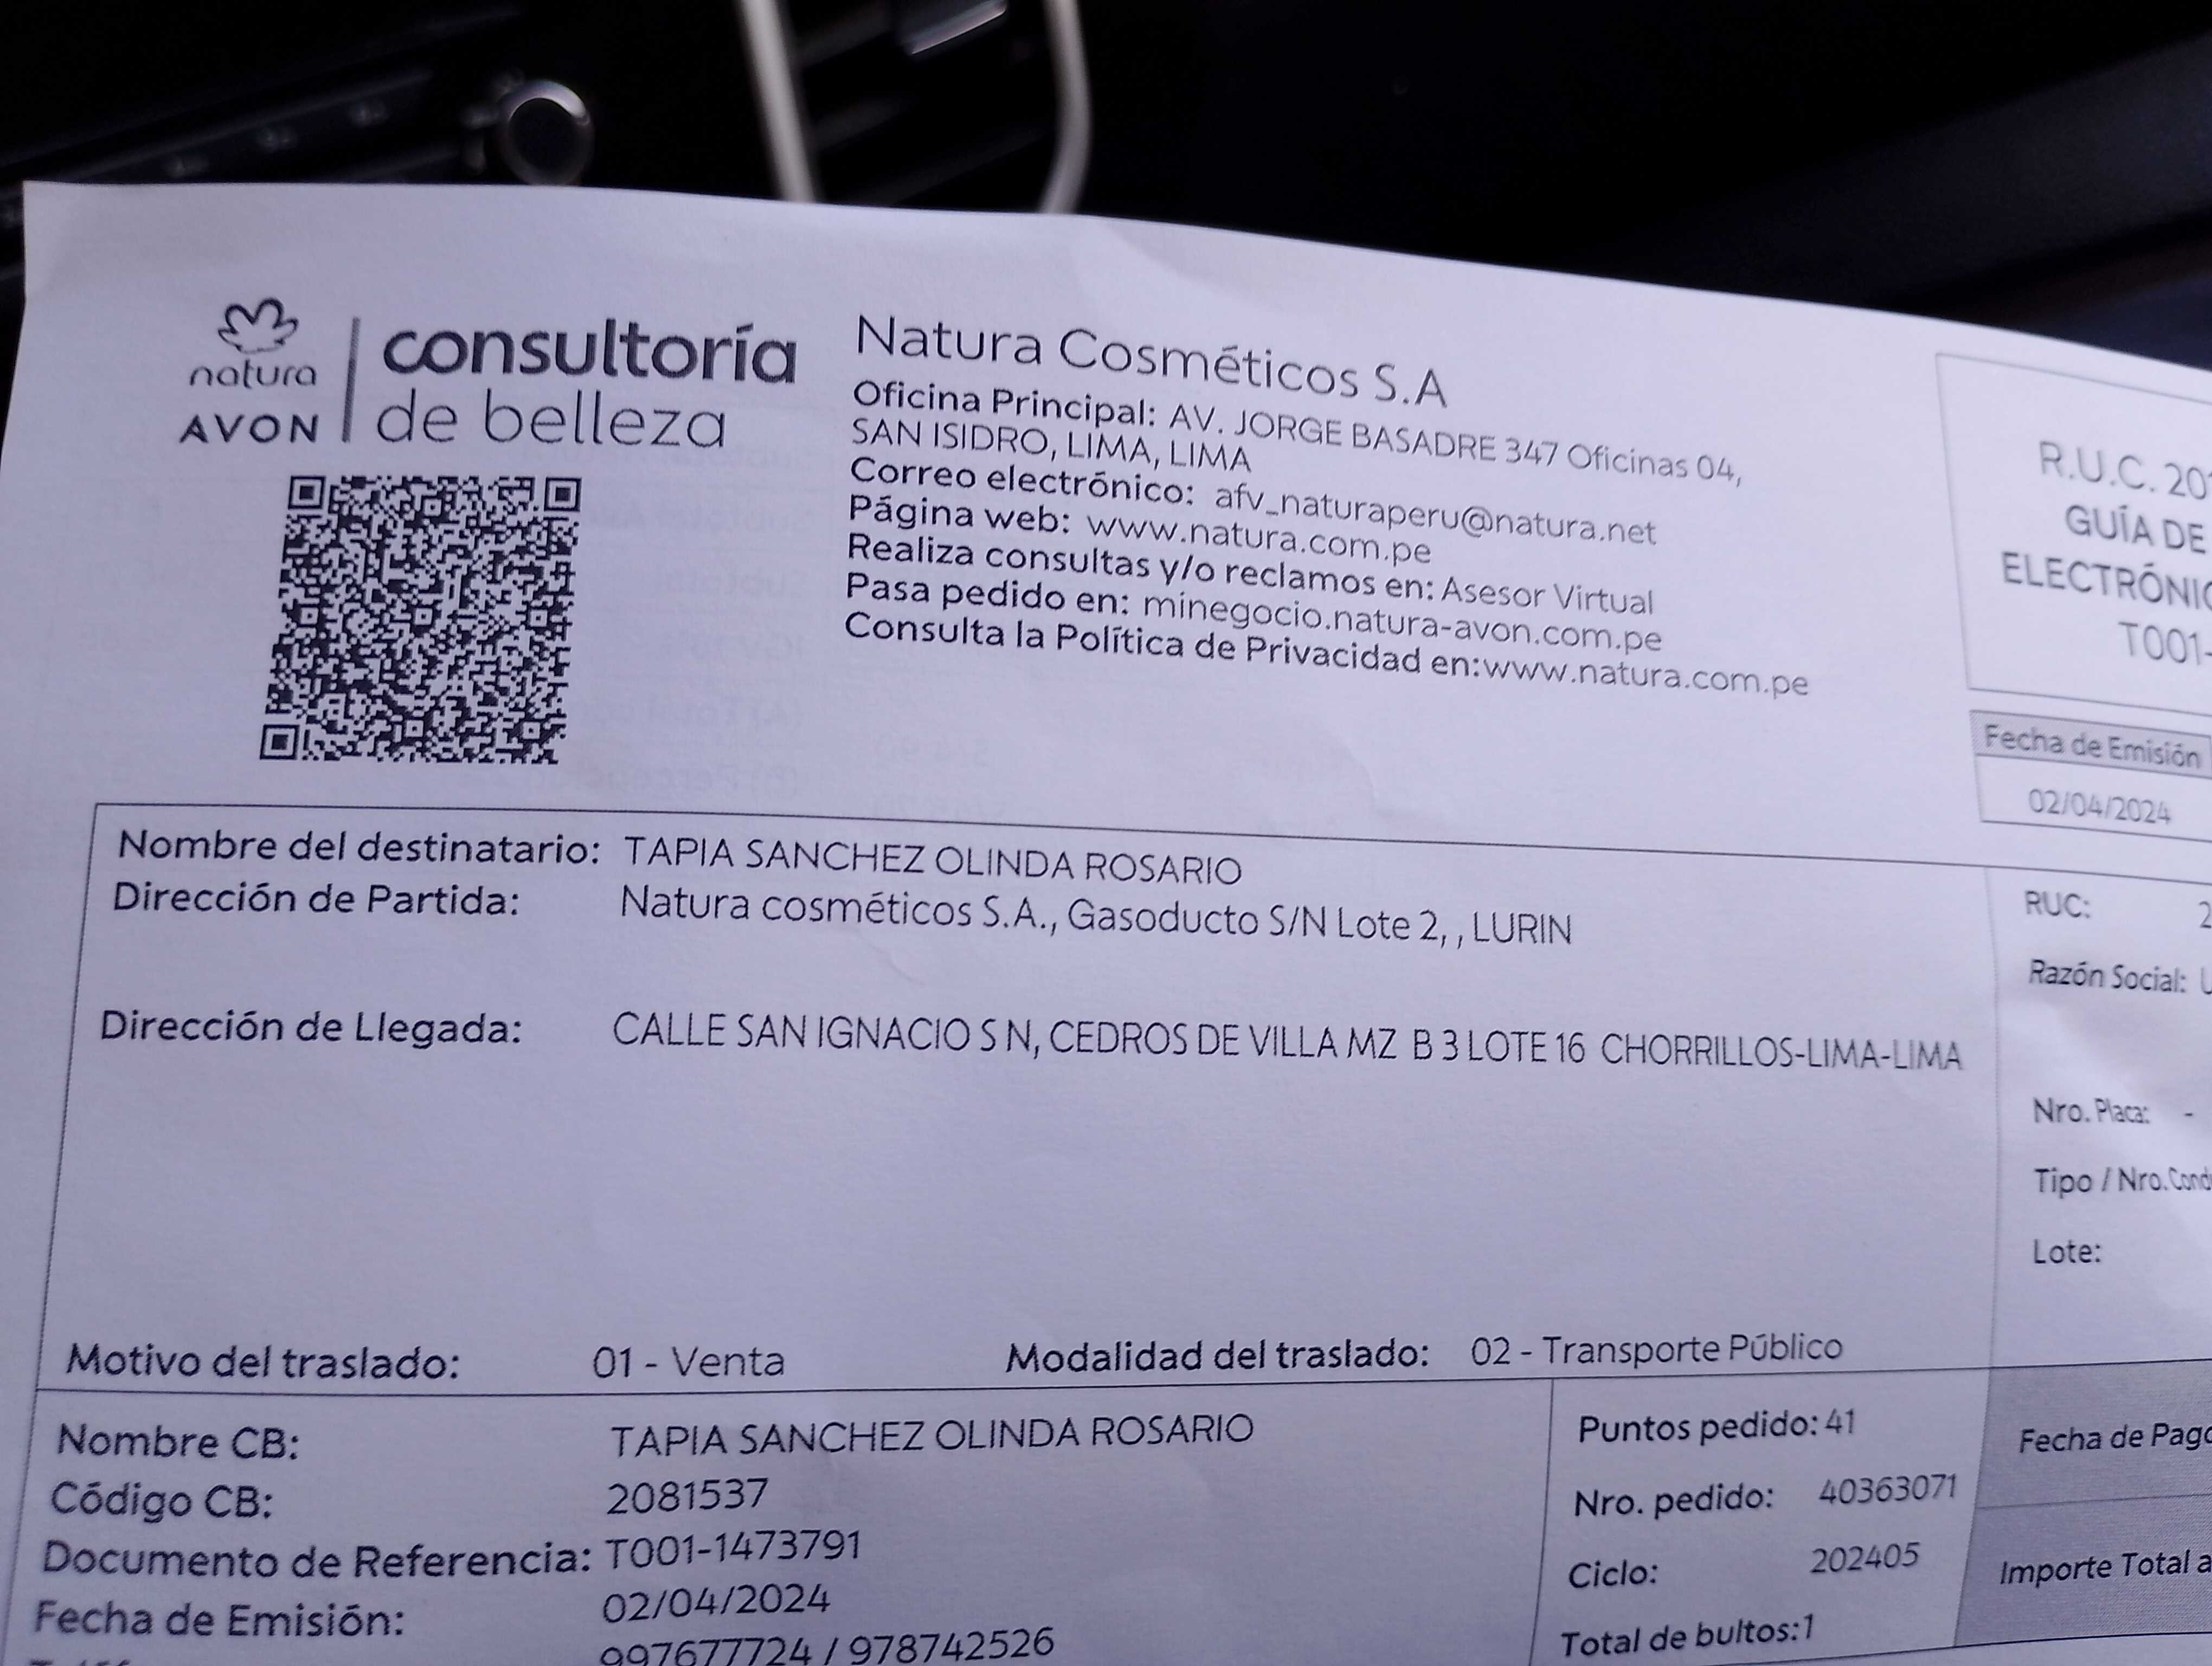 natura
AVON
consultoría
de belleza
Natura Cosméticos S.A
Oficina Principal: AV. JORGE BASADRE 347 Oficinas 04,
SAN ISIDRO, LIMA, LIMA
Correo electrónico: afv_naturaperu@natura.net
Página web: www.natura.com.pe
Realiza consultas y/o reclamos en: Asesor Virtual
Pasa pedido en: minegocio.natura-avon.com.pe
Consulta la Política de Privacidad en:www.natura.com.pe
R.U.C. 20
GUÍA DE
T001-
Fecha de Emisión
02/04/2024
Nombre del destinatario: TAPIA SANCHEZ OLINDA ROSARIO
Dirección de Partida: Natura cosméticos S.A., Gasoducto S/N Lote 2, , LURIN
Dirección de Llegada: CALLE SAN IGNACIO S N, CEDROS DE VILLA MZ B 3 LOTE 16 CHORRILLOS-LIMA-LIMA
RUC: 2
Razón Social:
Nro. Placa: -
Tipo / Nro.
Lote:
Motivo del traslado: 01 - Venta Modalidad del traslado: 02 - Transporte Público
Nombre CB: TAPIA SANCHEZ OLINDA ROSARIO
Código CB: 2081537
Documento de Referencia: T001-1473791
Fecha de Emisión: 02/04/2024
997677724 / 978742526
Puntos pedido: 41
Nro. pedido: 40363071
Ciclo: 202405
Total de bultos:1
Fecha de Pago
Importe Total a